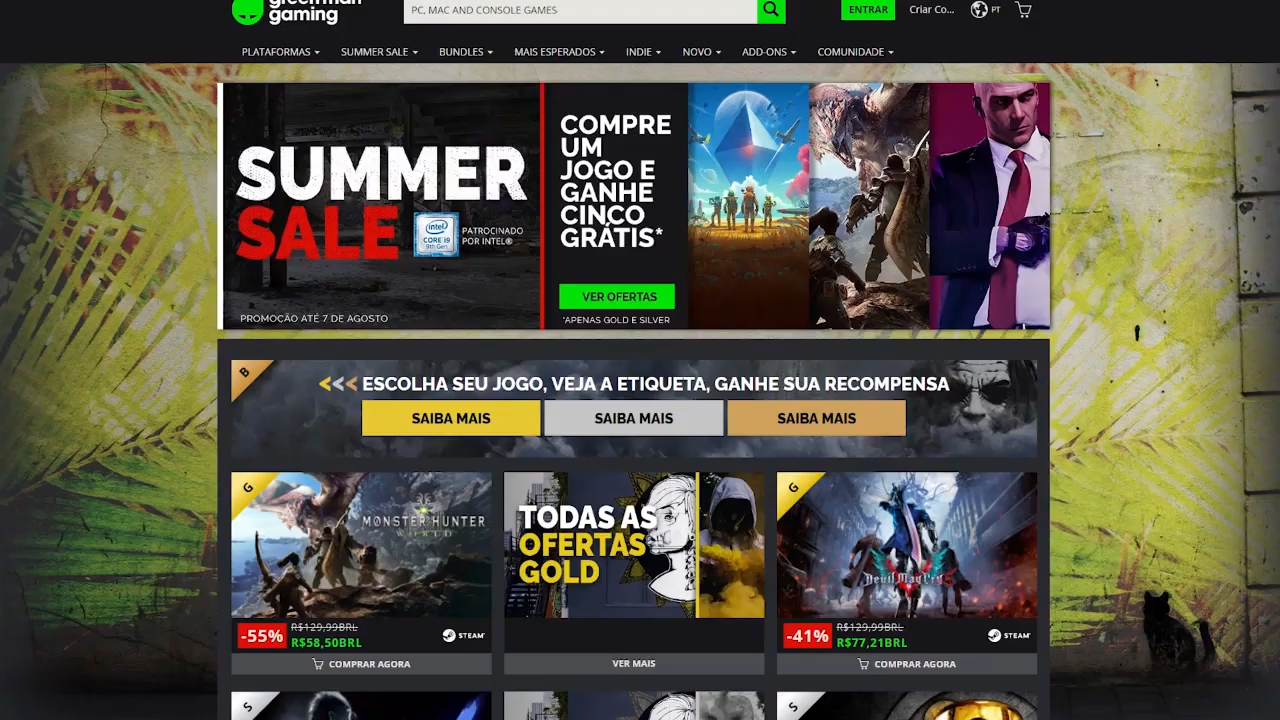 greenman
gaming
PC, MAC AND CONSOLE GAMES
ENTRAR
Criar Co...
PT
PLATAFORMAS
SUMMER SALE
BUNDLES
MAIS ESPERADOS
INDIE
NOVO
ADD-ONS
COMUNIDADE
SUMMER
SALE
intel
CORE i9
9th Gen
PATROCINADO
POR INTEL®
PROMOÇÃO ATÉ 7 DE AGOSTO
COMPRE
UM
JOGO E
GANHE
CINCO
GRÁTIS*
VER OFERTAS
*APENAS GOLD E SILVER
B
<<< ESCOLHA SEU JOGO, VEJA A ETIQUETA, GANHE SUA RECOMPENSA
SAIBA MAIS
SAIBA MAIS
SAIBA MAIS
G
MONSTER HUNTER
WORLD
-55%
R$129,99BRL
R$58,50BRL
STEAM
COMPRAR AGORA
TODAS AS
OFERTAS
GOLD
VER MAIS
G
Devil May Cry
-41%
R$129,99BRL
R$77,21BRL
STEAM
COMPRAR AGORA
S
S